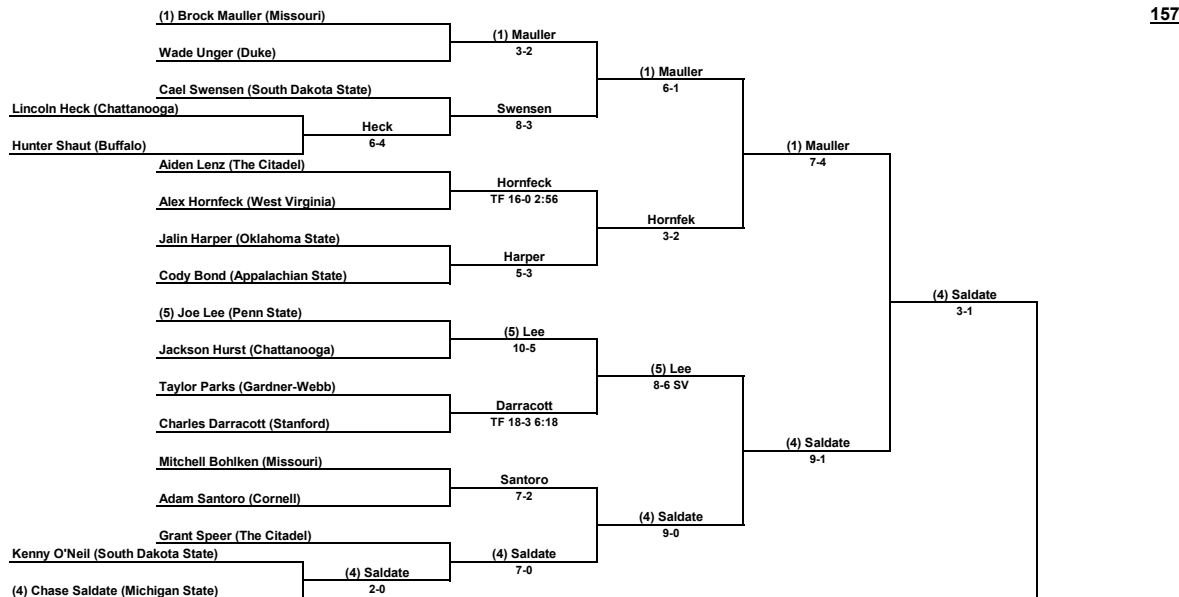 157
(1) Brock Mauller (Missouri)
(1) Mauller
3-2
Wade Unger (Duke)
(1) Mauller
6-1
Cael Swensen (South Dakota State)
Lincoln Heck (Chattanooga)
Swensen
8-3
Heck
6-4
Hunter Shaut (Buffalo)
(1) Mauller
7-4
Aiden Lenz (The Citadel)
Hornfeck
TF 16-0 2:56
Alex Hornfeck (West Virginia)
Hornfek
3-2
Jalin Harper (Oklahoma State)
Harper
5-3
Cody Bond (Appalachian State)
(4) Saldate
3-1
(5) Joe Lee (Penn State)
(5) Lee
10-5
Jackson Hurst (Chattanooga)
(5) Lee
8-6 SV
Taylor Parks (Gardner-Webb)
Darracott
TF 18-3 6:18
Charles Darracott (Stanford)
(4) Saldate
9-1
Mitchell Bohlken (Missouri)
Santoro
7-2
Adam Santoro (Cornell)
(4) Saldate
9-0
Grant Speer (The Citadel)
Kenny O'Neil (South Dakota State)
(4) Saldate
7-0
(4) Saldate
2-0
(4) Chase Saldate (Michigan State)